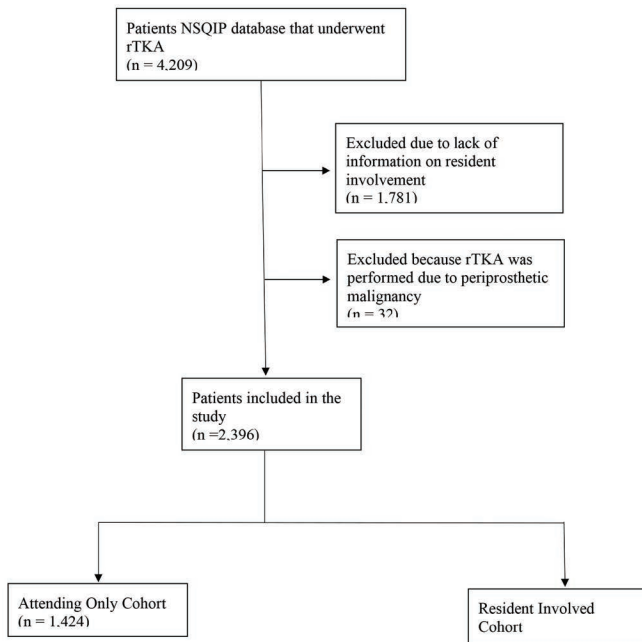 Patients NSQIP database that underwent
rTKA
(n = 4,209)
Excluded due to lack of
information on resident
involvement
(n = 1,781)
Excluded because rTKA was
performed due to periprosthetic
malignancy
(n = 32)
Patients included in the
study
(n =2,396)
Attending Only Cohort
(n = 1,424)
Resident Involved
Cohort